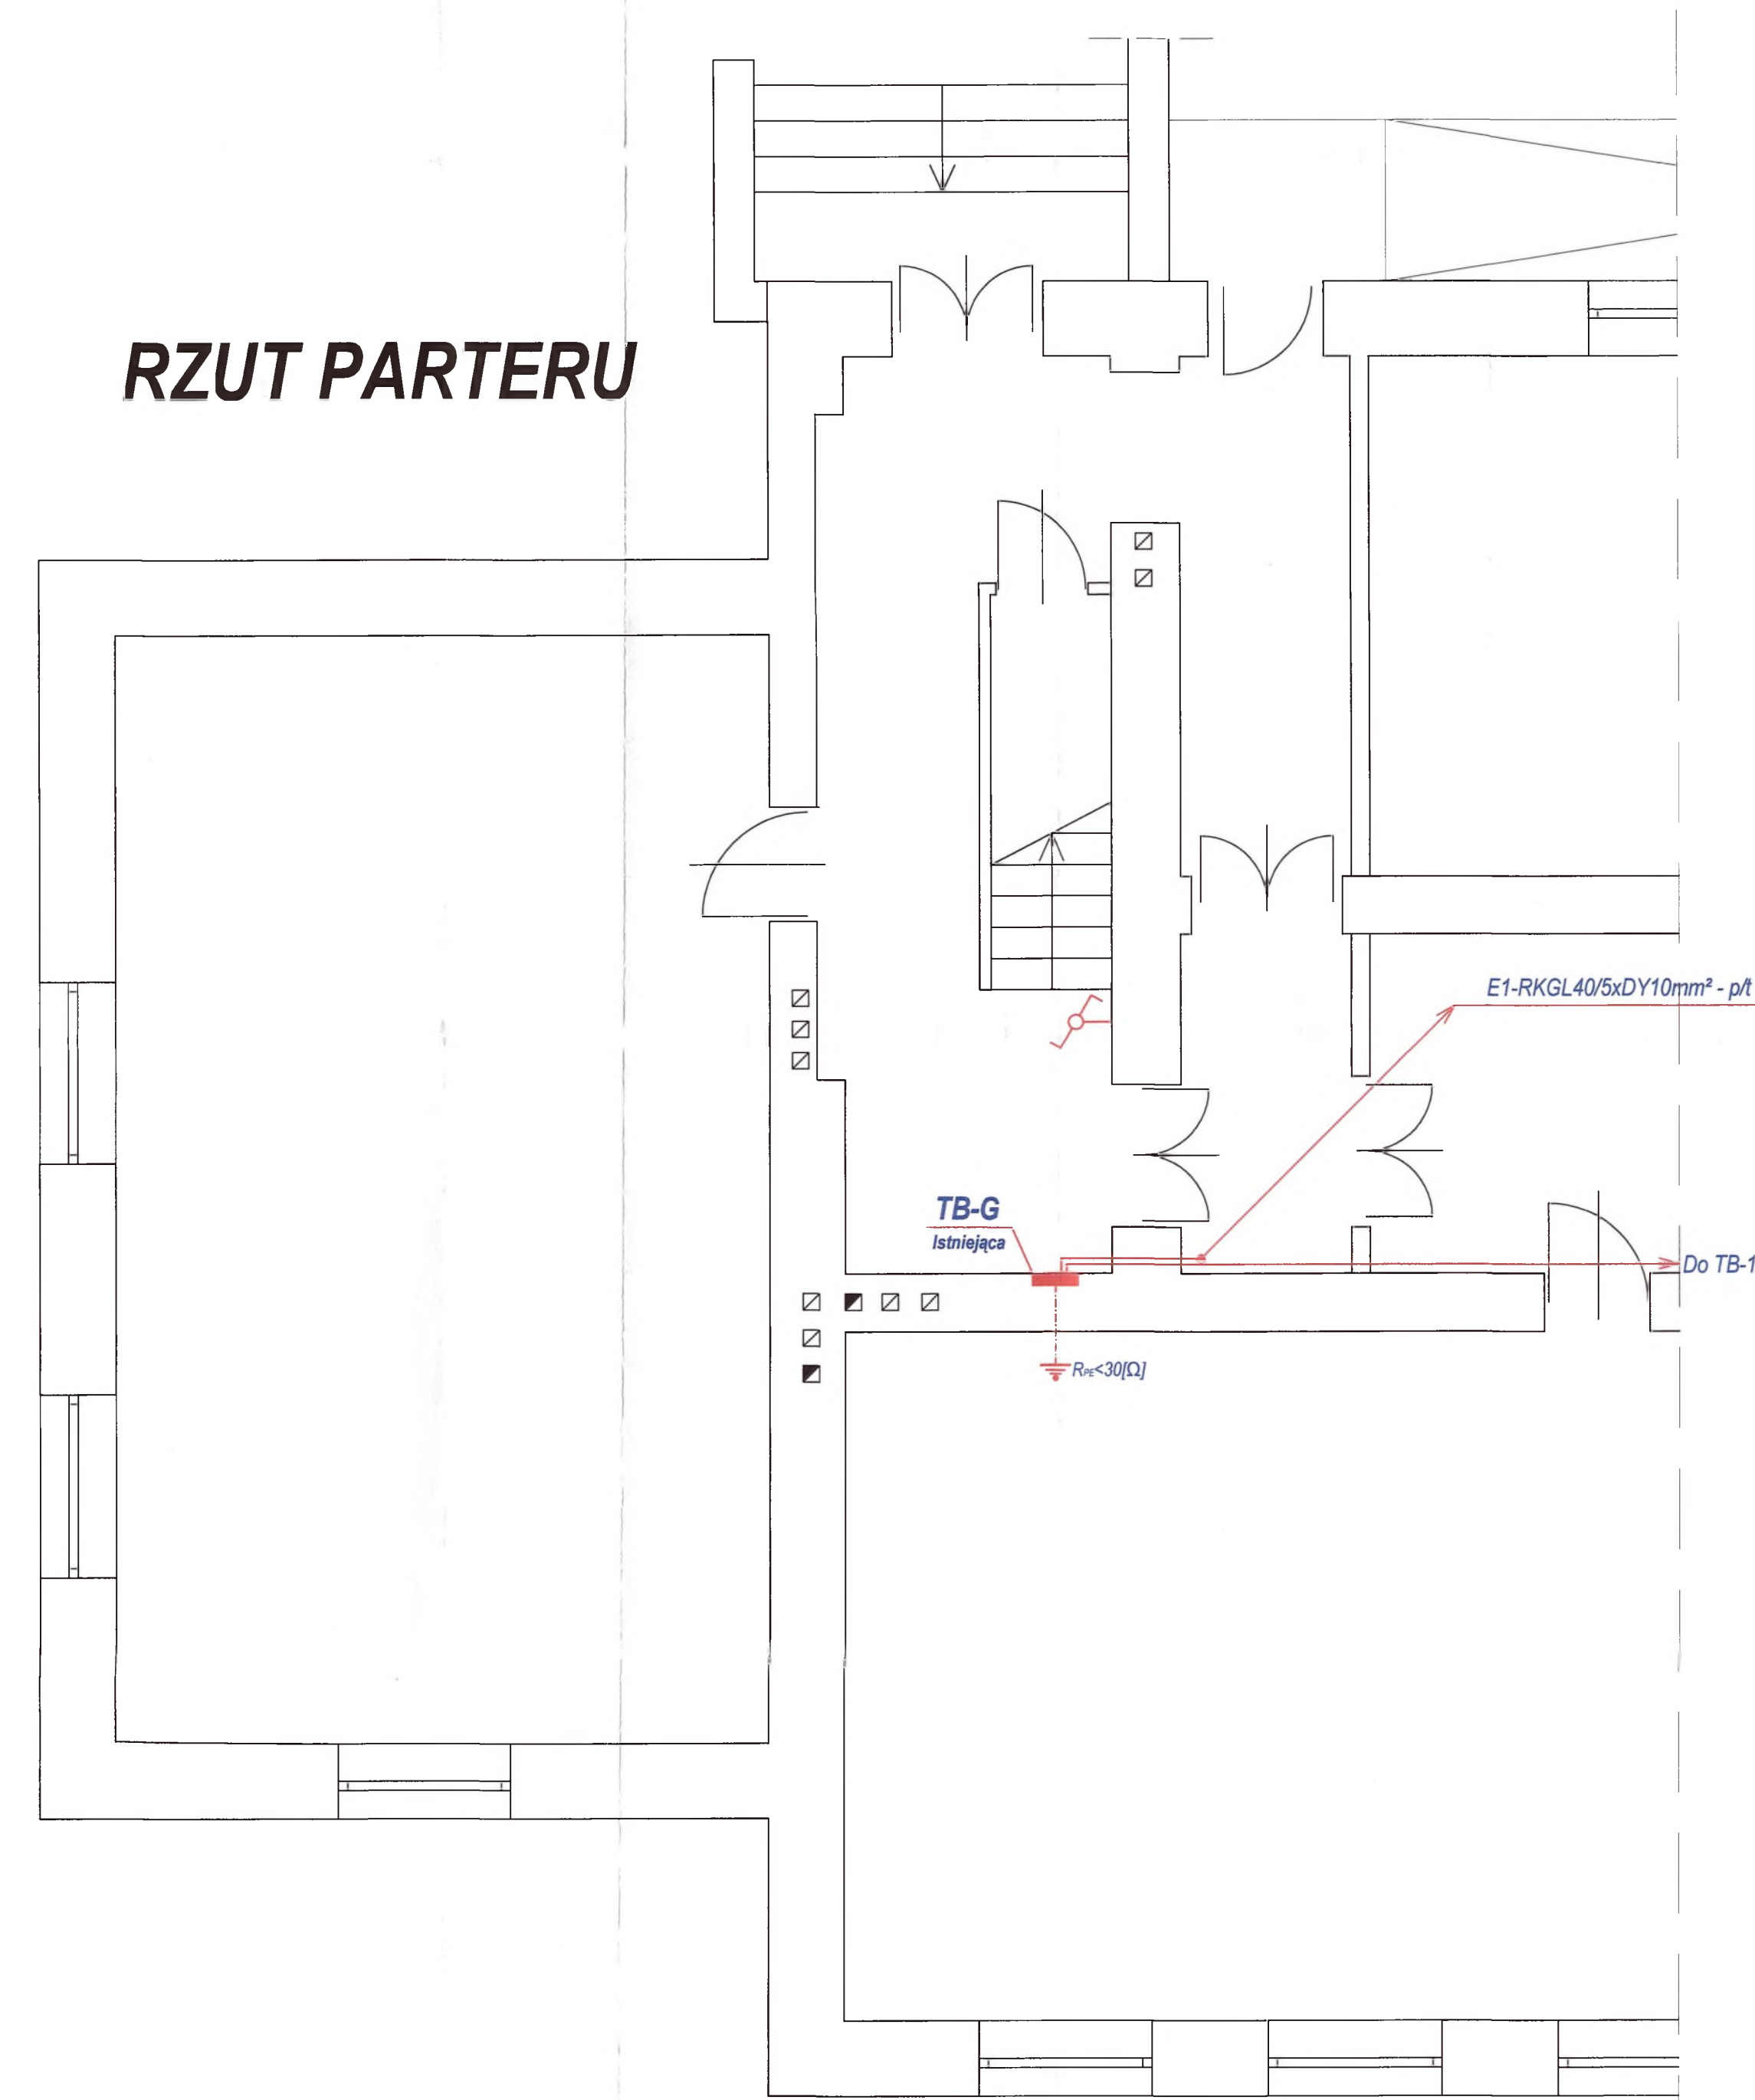 RZUT PARTERU
E1-RKGL40/5xDY10mm² - p/t
TB-G
Istniejąca
Do TB-1
RPE<30[Ω]